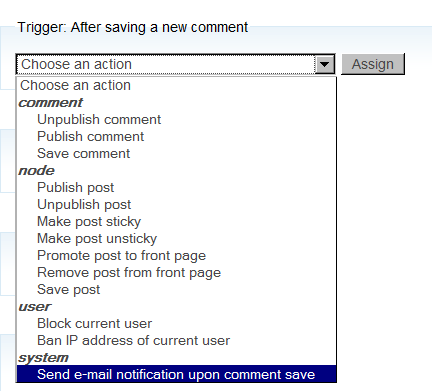 Trigger: After saving a new comment
Choose an action
Assign
Choose an action
comment
Unpublish comment
Publish comment
Save comment
node
Publish post
Unpublish post
Make post sticky
Make post unsticky
Promote post to front page
Remove post from front page
Save post
user
Block current user
Ban IP address of current user
system
Send e-mail notification upon comment save